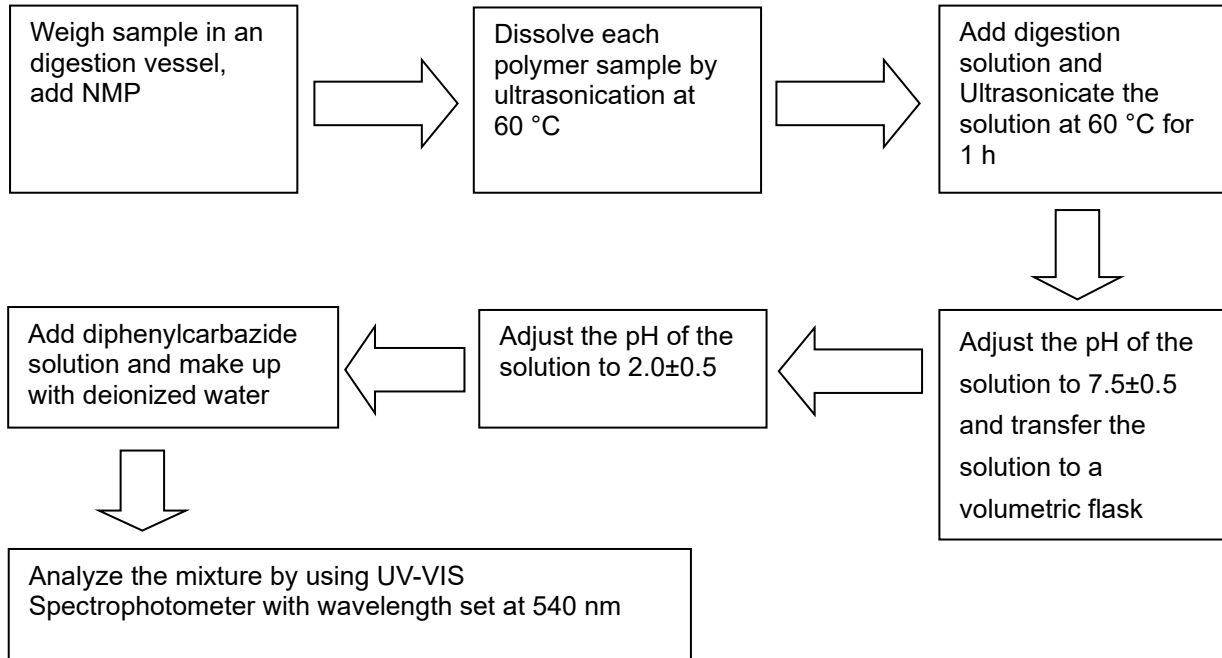 Weigh sample in an
digestion vessel,
add NMP
Dissolve each
polymer sample by
ultrasonication at
60 °C
Add digestion
solution and
Ultrasonicate the
solution at 60 °C for
1 h
Adjust the pH of the
solution to 7.5±0.5
and transfer the
solution to a
volumetric flask
Adjust the pH of the
solution to 2.0±0.5
Add diphenylcarbazide
solution and make up
with deionized water
Analyze the mixture by using UV-VIS
Spectrophotometer with wavelength set at 540 nm